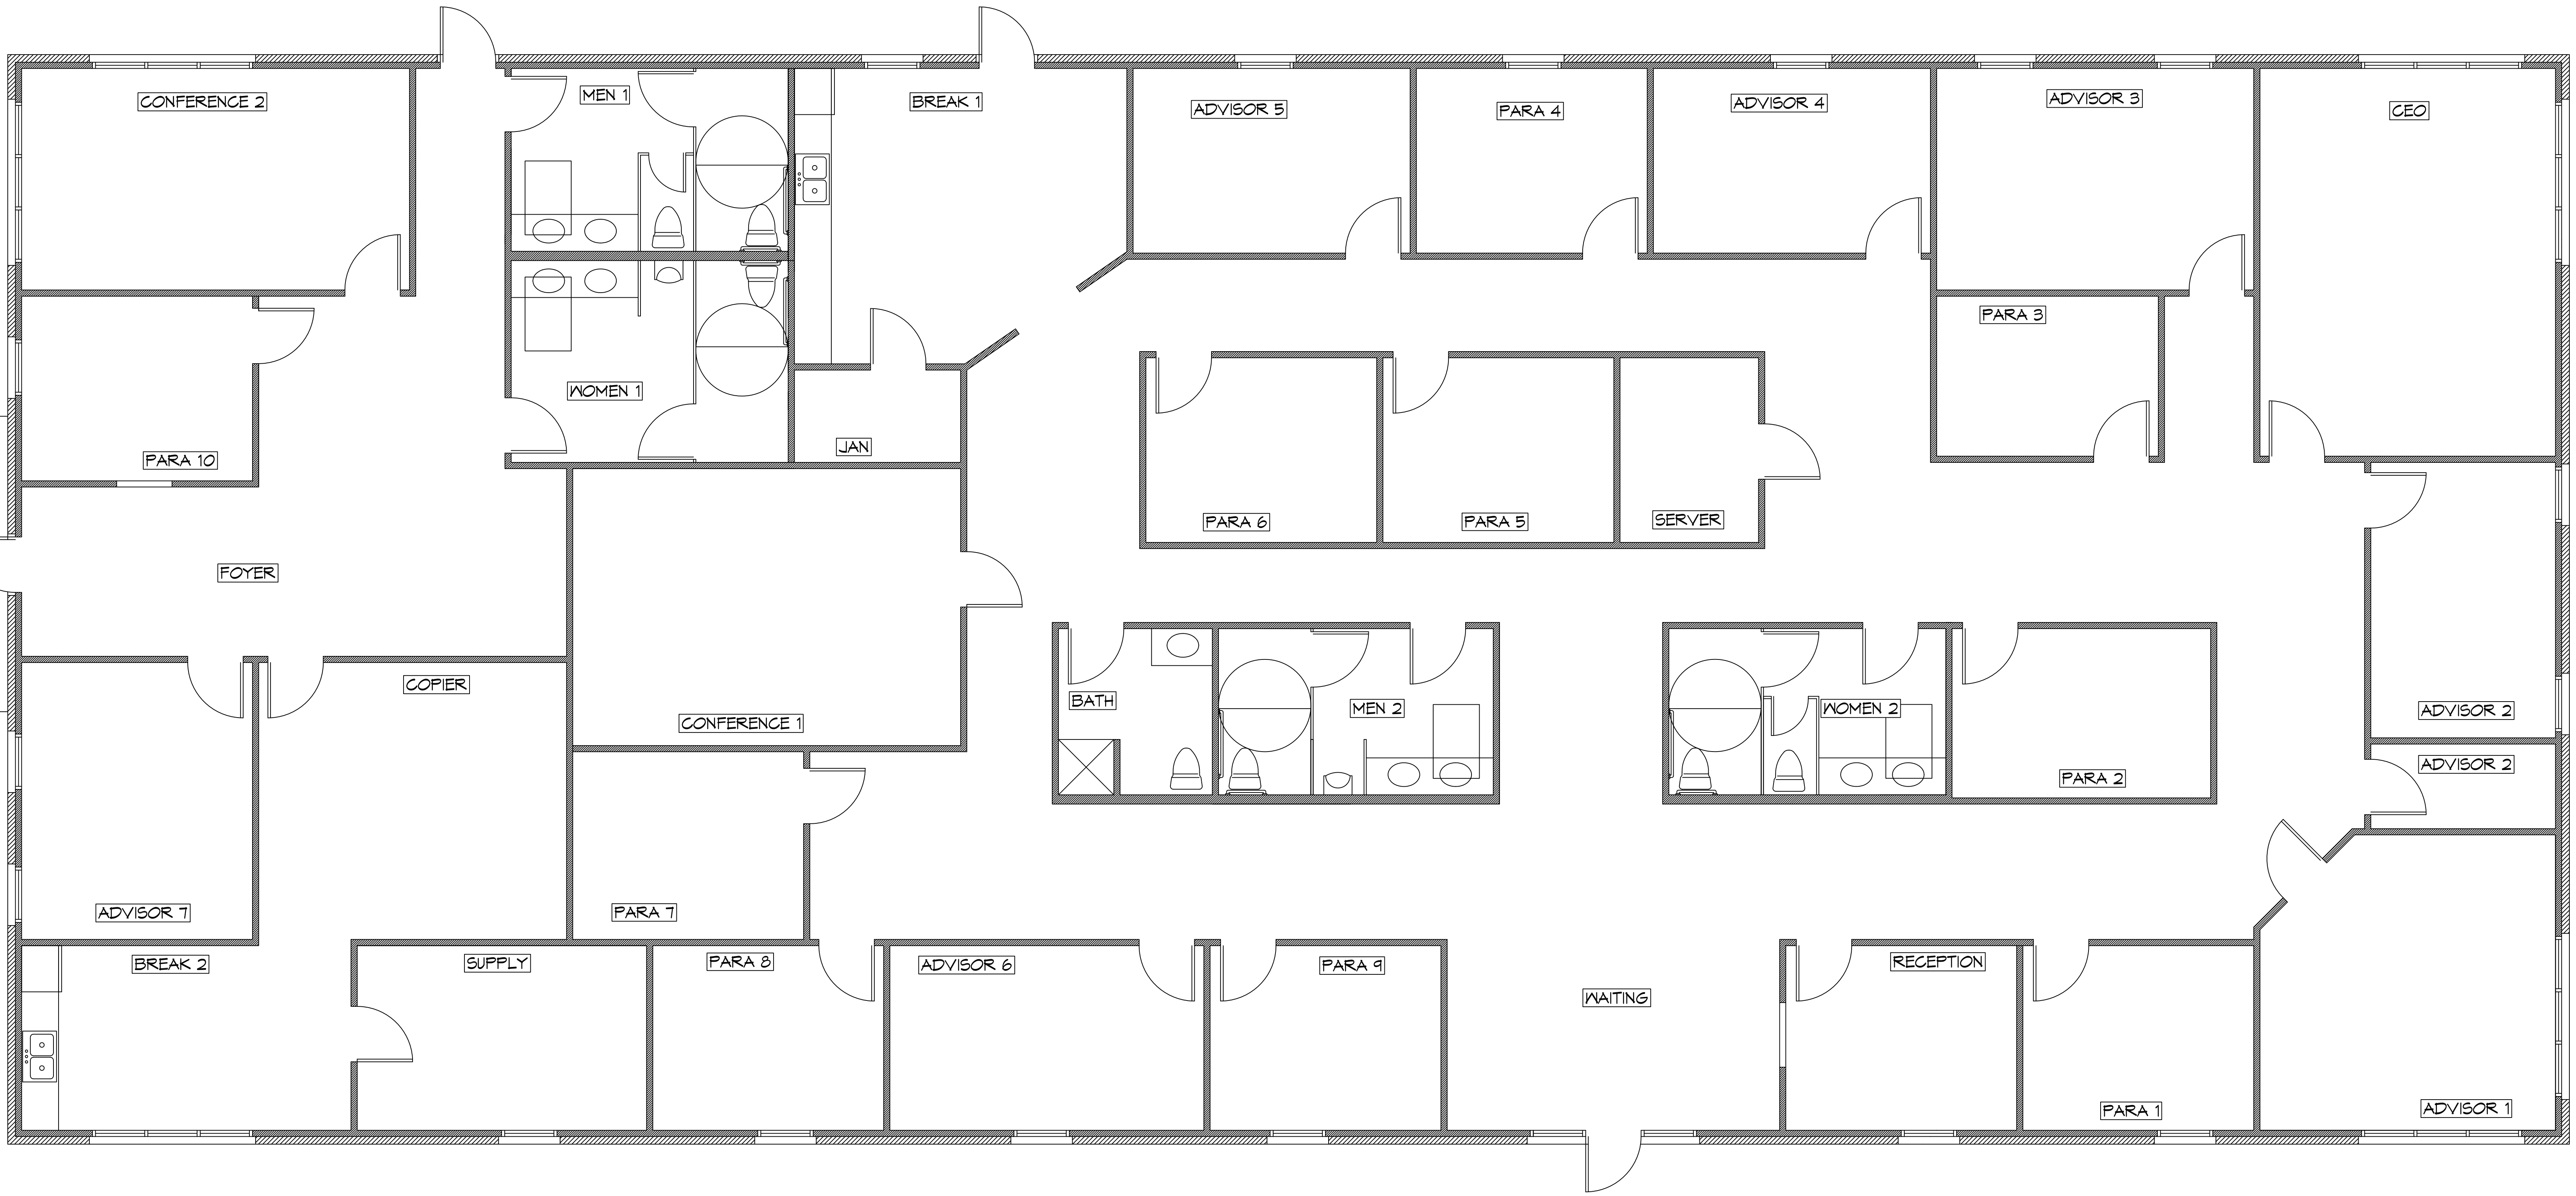 CONFERENCE 2
MEN 1
BREAK 1
ADVISOR 5
PARA 4
ADVISOR 4
ADVISOR 3
CEO
PARA 3
WOMEN 1
JAN
PARA 10
PARA 6
PARA 5
SERVER
FOYER
COPIER
CONFERENCE 1
BATH
MEN 2
WOMEN 2
ADVISOR 2
PARA 2
ADVISOR 2
ADVISOR 7
PARA 7
BREAK 2
SUPPLY
PARA 8
ADVISOR 6
PARA 9
WAITING
RECEPTION
PARA 1
ADVISOR 1